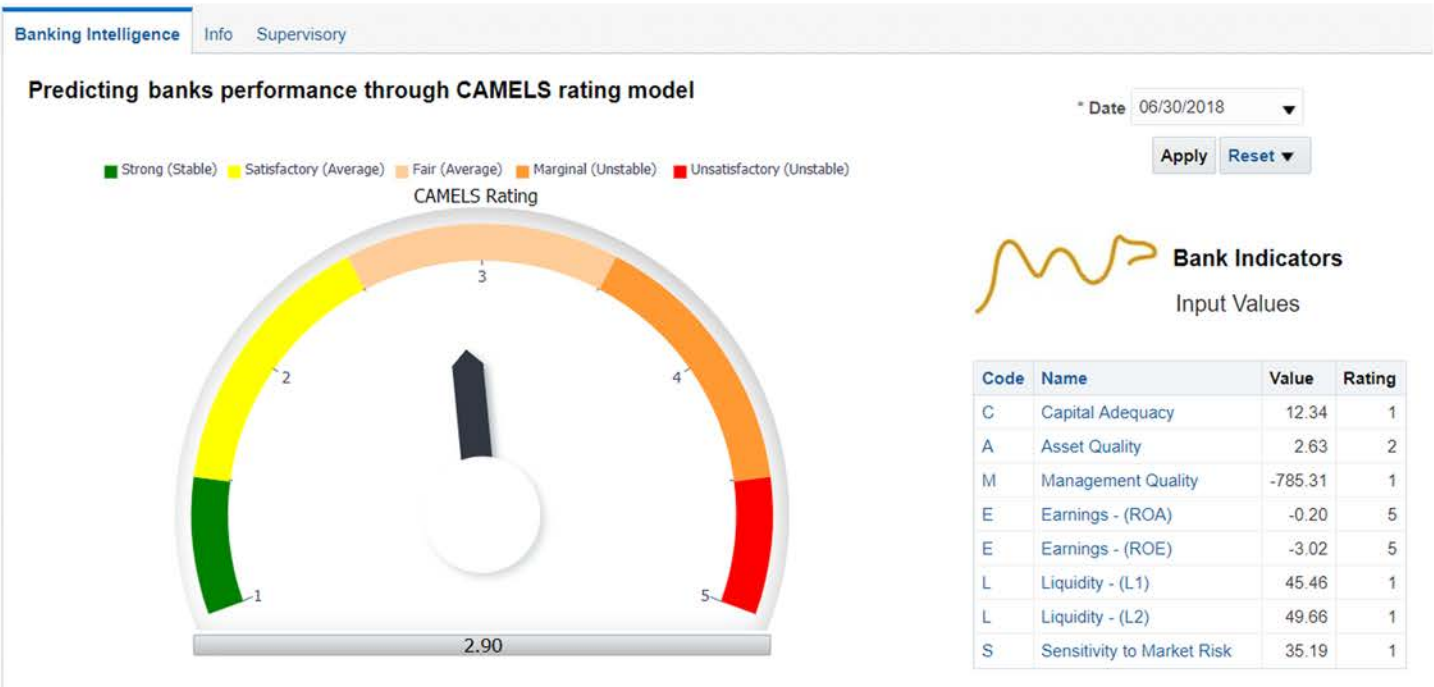 Banking Intelligence Info Supervisory
Predicting banks performance through CAMELS rating model
* Date 06/30/2018
Apply Reset
Strong (Stable) Satisfactory (Average) Fair (Average) Marginal (Unstable) Unsatisfactory (Unstable)
CAMELS Rating
1
2
3
4
5
2.90
Bank Indicators
Input Values
Code Name Value Rating
C Capital Adequacy 12.34 1
A Asset Quality 2.63 2
M Management Quality -785.31 1
E Earnings - (ROA) -0.20 5
E Earnings - (ROE) -3.02 5
L Liquidity - (L1) 45.46 1
L Liquidity - (L2) 49.66 1
S Sensitivity to Market Risk 35.19 1